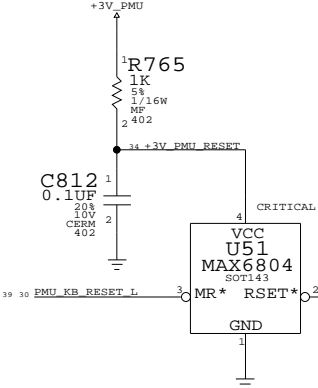 +3V_PMU
1
R765
1K
5%
1/16W
MF
402
2
34 +3V_PMU_RESET
1
C812
0.1UF
20%
10V
CERM
402
2
4
CRITICAL
VCC
U51
MAX6804
SOT143
39 30 PMU_KB_RESET_L
3
MR*
RSET*
2
GND
1